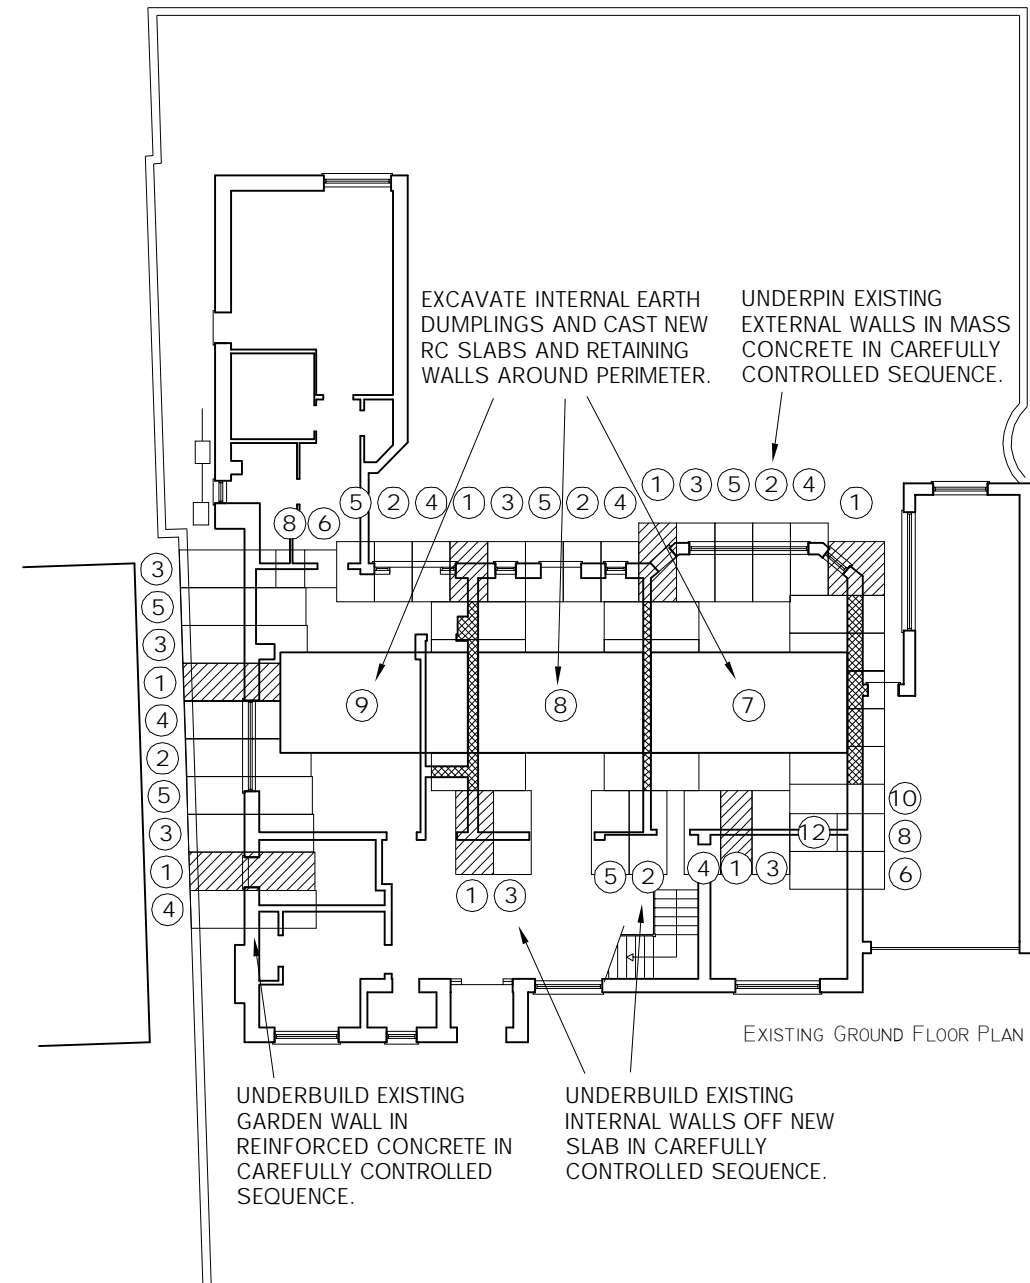 EXCAVATE INTERNAL EARTH
DUMPLINGS AND CAST NEW
RC SLABS AND RETAINING
WALLS AROUND PERIMETER.
UNDERPIN EXISTING
EXTERNAL WALLS IN MASS
CONCRETE IN CAREFULLY
CONTROLLED SEQUENCE.
1 3 5 2 4
5 2 4 1 3 5 2 4
1
8 6
3
5
3
1
4
2
5
3
1
4
9 8 7
10
12
8
6
4 1 3
5 2
1 3
EXISTING GROUND FLOOR PLAN
UNDERBUILD EXISTING
GARDEN WALL IN
REINFORCED CONCRETE IN
CAREFULLY CONTROLLED
SEQUENCE.
UNDERBUILD EXISTING
INTERNAL WALLS OFF NEW
SLAB IN CAREFULLY
CONTROLLED SEQUENCE.